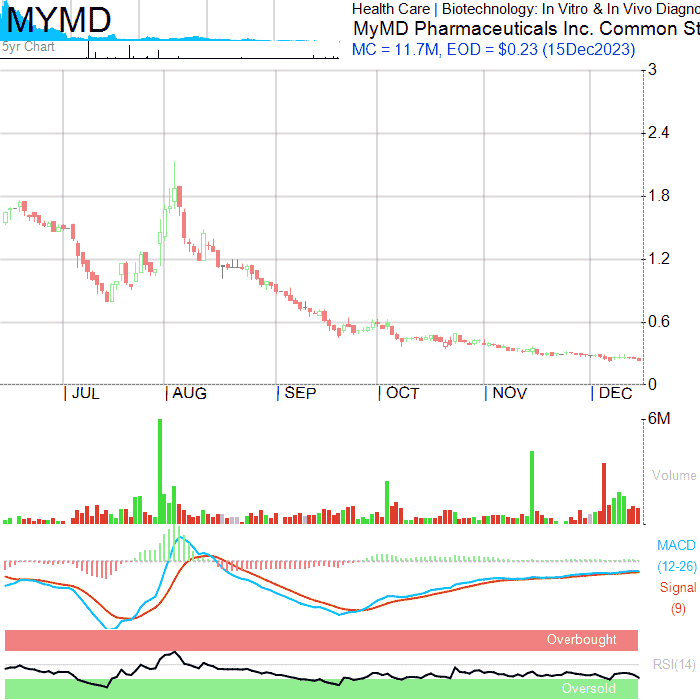 MYMD
5yr Chart
Health Care | Biotechnology: In Vitro & In Vivo Diagno
MyMD Pharmaceuticals Inc. Common St
MC = 11.7M, EOD = $0.23 (15Dec2023)
3
2.4
1.8
1.2
0.6
0
JUL AUG SEP OCT NOV DEC
6M
Volume
MACD
(12-26)
Signal
(9)
Overbought
RSI(14)
Oversold